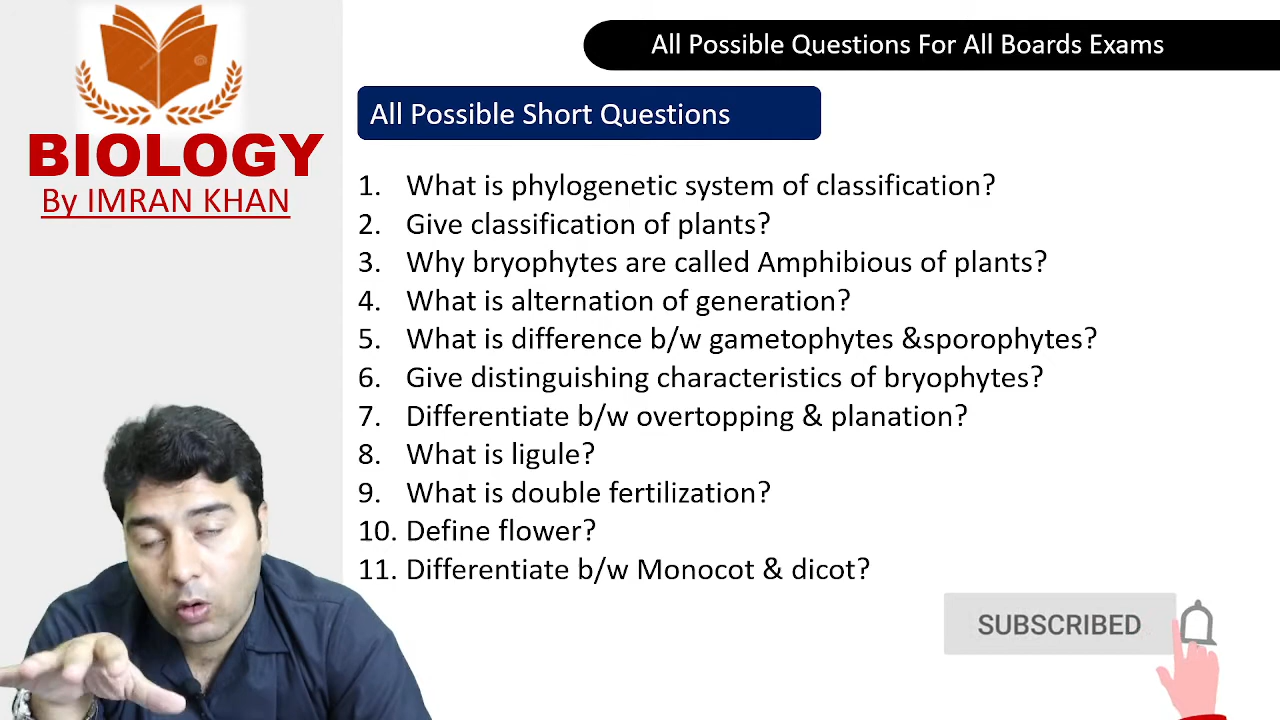 All Possible Questions For All Boards Exams
All Possible Short Questions
BIOLOGY
By IMRAN KHAN
1. What is phylogenetic system of classification?
2. Give classification of plants?
3. Why bryophytes are called Amphibious of plants?
4. What is alternation of generation?
5. What is difference b/w gametophytes &sporophytes?
6. Give distinguishing characteristics of bryophytes?
7. Differentiate b/w overtopping & planation?
8. What is ligule?
9. What is double fertilization?
10. Define flower?
11. Differentiate b/w Monocot & dicot?
SUBSCRIBED